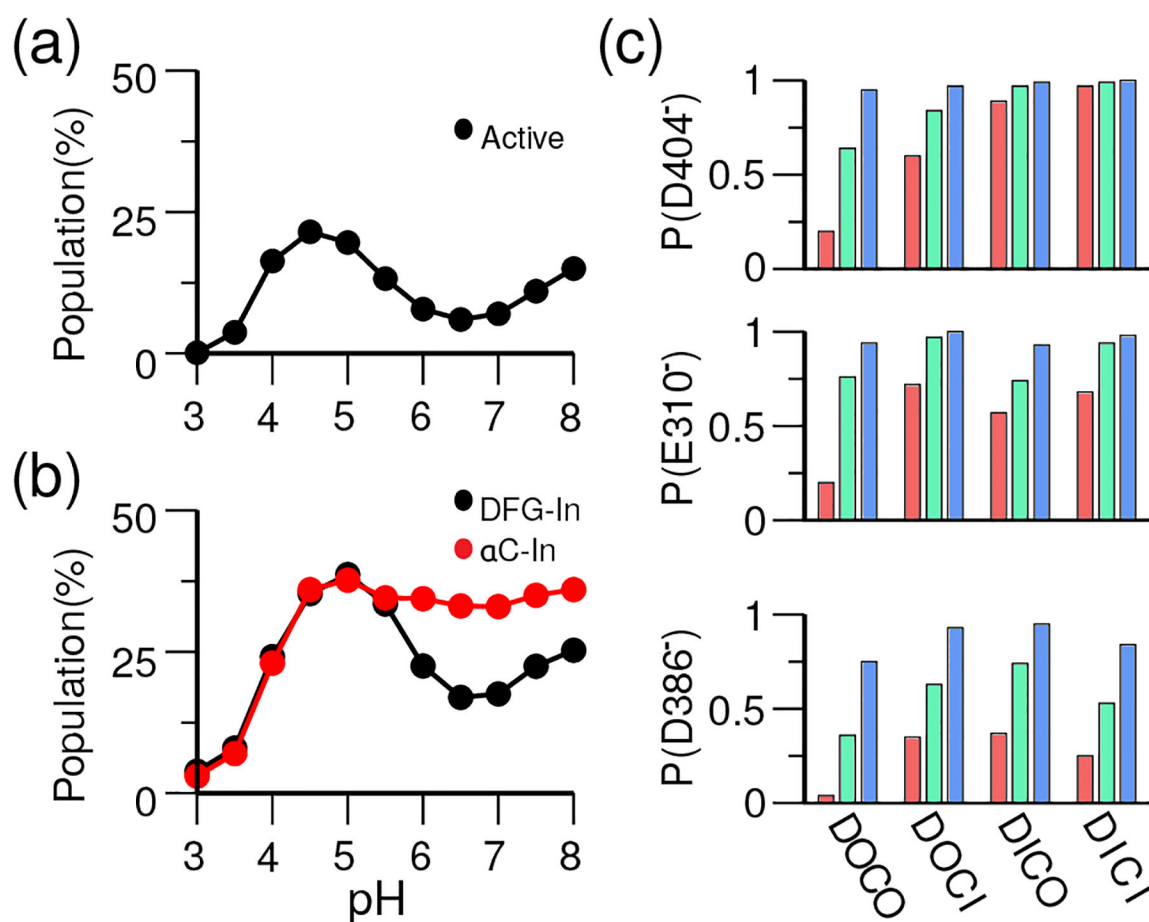 (a)
50
25
0
Population(%)
Active
3 4 5 6 7 8
(b)
50
25
0
Population(%)
DFG-In
αC-In
3 4 5 6 7 8
pH
(c)
1
0.5
0
P(D404⁻)
1
0.5
0
P(E310⁻)
1
0.5
0
P(D386⁻)
DOCO DOCI DICO DICI